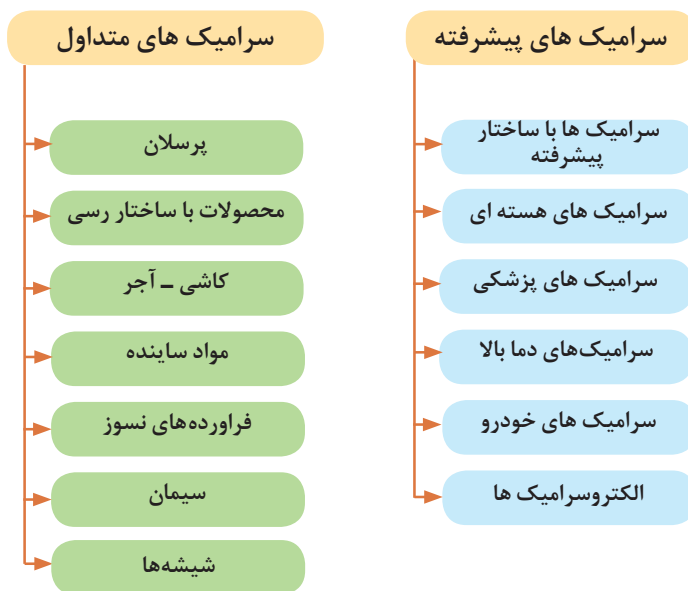 سرامیک های پیشرفته
سرامیک ها با ساختار
پیشرفته
سرامیک های هسته ای
سرامیک های پزشکی
سرامیک‌های دما بالا
سرامیک های خودرو
الکتروسرامیک ها
سرامیک های متداول
پرسلان
محصولات با ساختار رسی
کاشی ـ آجر
مواد ساینده
فراورده‌های نسوز
سیمان
شیشه‌ها